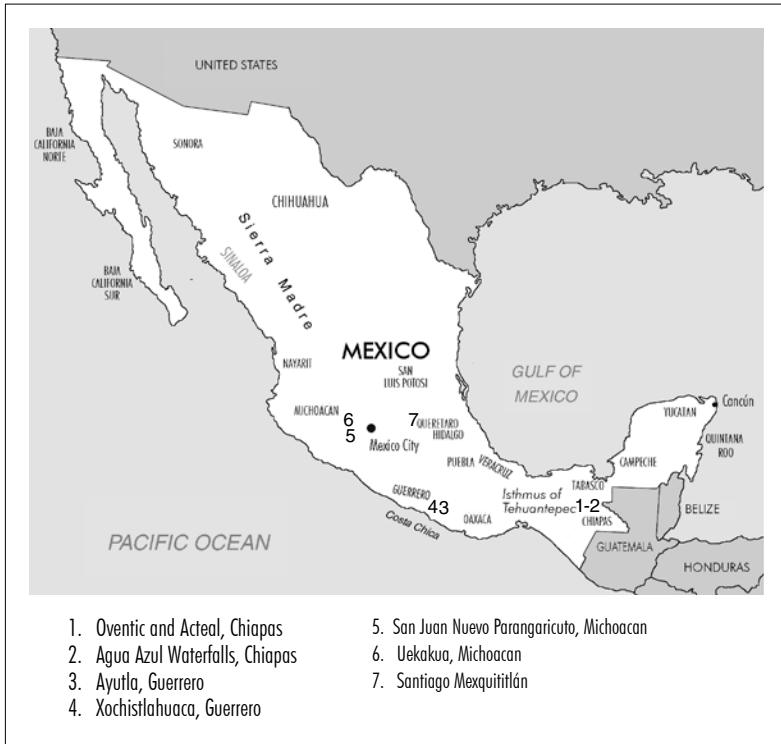 UNITED STATES
BAJA
CALIFORNIA
NORTE
SONORA
CHIHUAHUA
Sierra Madre
SINALOA
BAJA
CALIFORNIA
SUR
MEXICO
NAYARIT
SAN
LUIS POTOSI
GULF OF
MEXICO
Cancún
YUCATAN
MICHOACAN
6
5
7
QUERETARO
HIDALGO
Mexico City
QUINTANA
ROO
PUEBLA
VERACRUZ
CAMPECHE
TABASCO
GUERRERO
43
Isthmus of
Tehuantepec
1-2
CHIAPAS
BELIZE
Costa Chica
OAXACA
PACIFIC OCEAN
GUATEMALA
HONDURAS
1. Oventic and Acteal, Chiapas
2. Agua Azul Waterfalls, Chiapas
3. Ayutla, Guerrero
4. Xochistlahuaca, Guerrero
5. San Juan Nuevo Parangaricuto, Michoacan
6. Uekakua, Michoacan
7. Santiago Mexquititlán